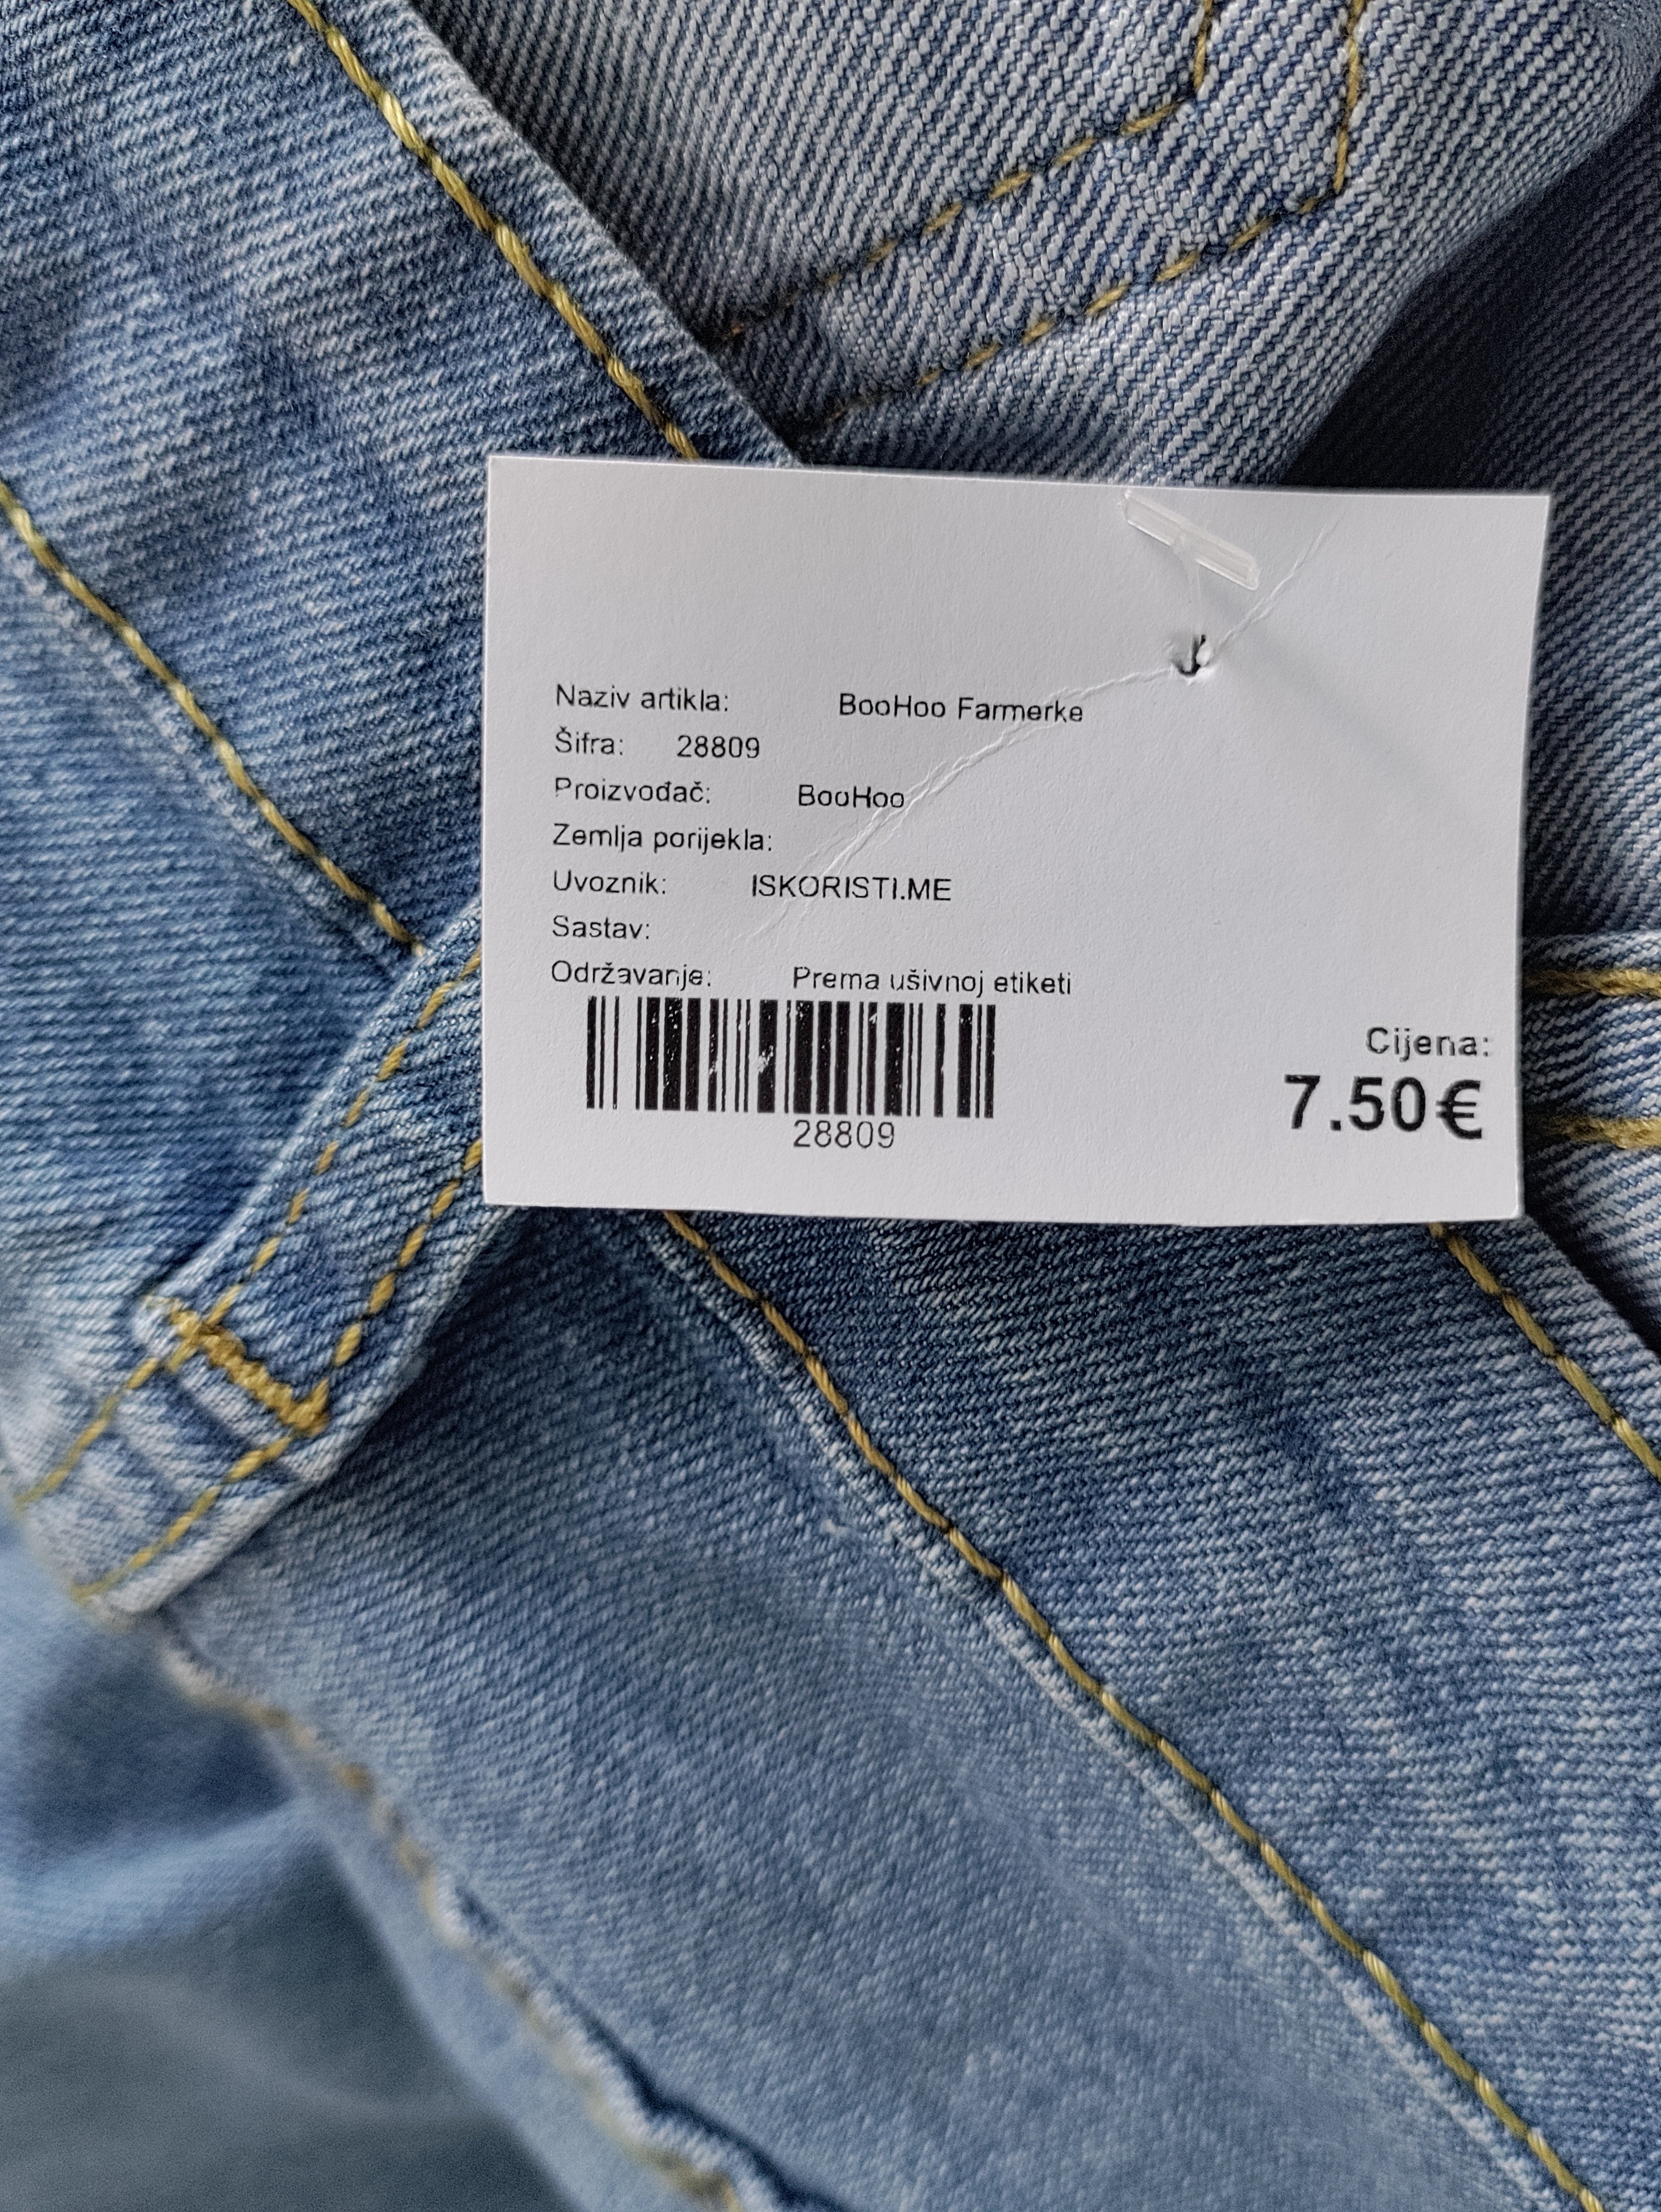 Naziv artikla: BooHoo Farmerke
Šifra: 28809
Proizvođač: BooHoo
Zemlja porijekla:
Uvoznik: ISKORISTI.ME
Sastav:
Održavanje: Prema ušivnoj etiketi
28809
Cijena:
7.50€